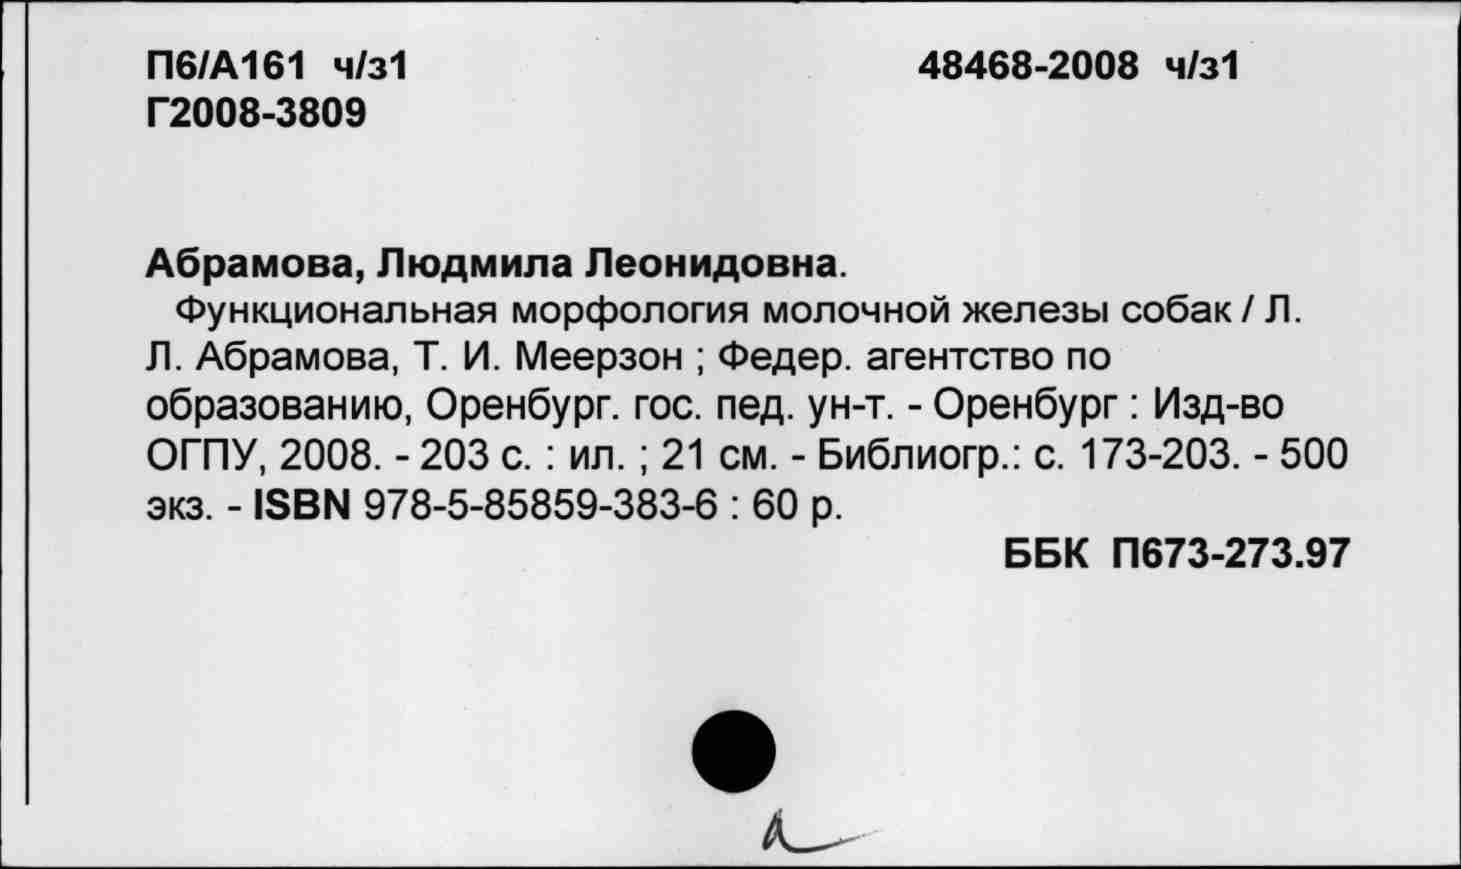 П6/А161 ч/з1 48468-2008 ч/з1
Г2008-3809
Абрамова, Людмила Леонидовна.
Функциональная морфология молочной железы собак / Л.
Л. Абрамова, Т. И. Меерзон ; Федер. агентство по
образованию, Оренбург. гос. пед. ун-т. - Оренбург : Изд-во
ОГПУ, 2008. - 203 с. : ил. ; 21 см. - Библиогр.: с. 173-203. - 500
экз. - ISBN 978-5-85859-383-6 : 60 р.
ББК П673-273.97
а